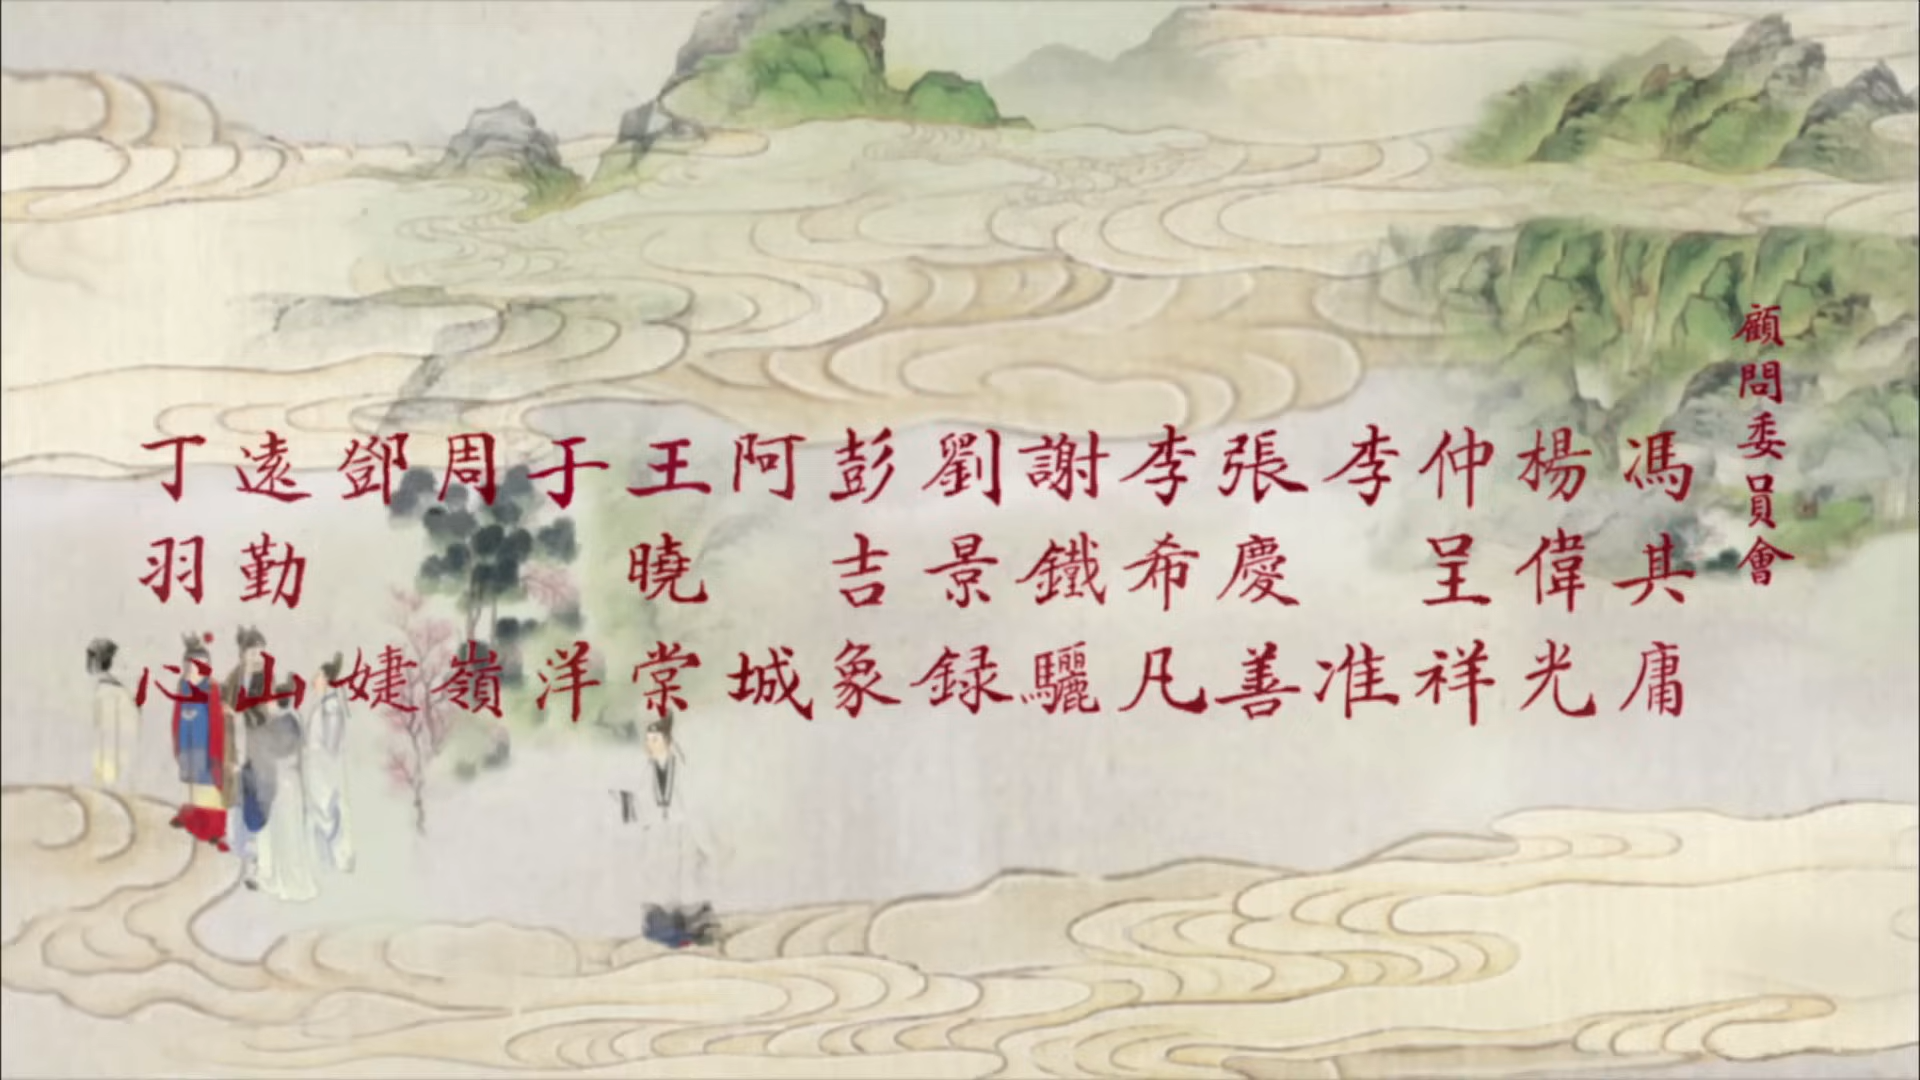 顧問委員會
馮其庸
楊偉光
仲呈祥
李准
張慶善
李希凡
謝鐵驪
劉景録
彭吉象
阿城
王曉棠
于洋
周嶺
鄧婕
遠勤山
丁羽心